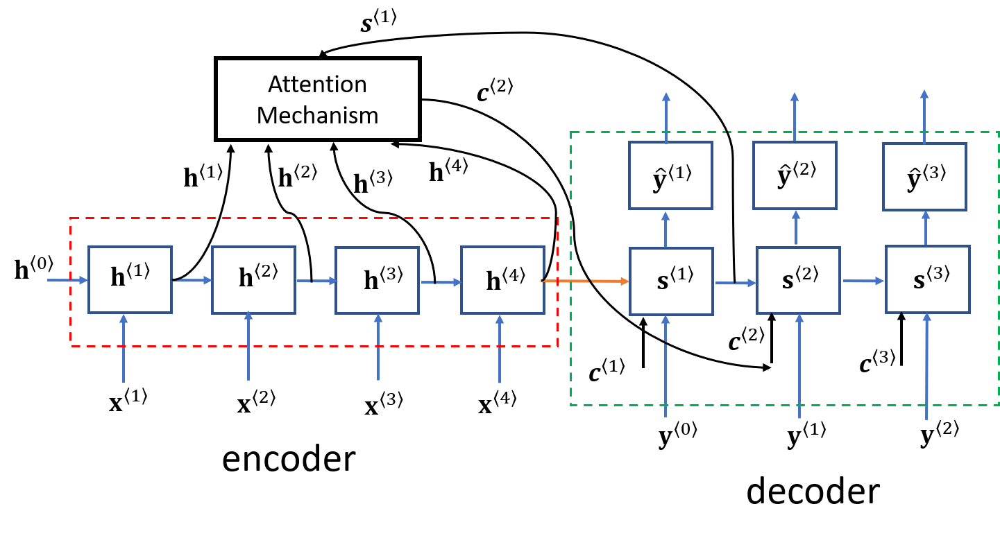 s⟨1⟩
Attention
Mechanism
c⟨2⟩
h⟨1⟩
h⟨2⟩
h⟨3⟩
h⟨4⟩
ŷ⟨1⟩
ŷ⟨2⟩
ŷ⟨3⟩
h⟨0⟩
h⟨1⟩
h⟨2⟩
h⟨3⟩
h⟨4⟩
s⟨1⟩
s⟨2⟩
s⟨3⟩
c⟨1⟩
c⟨2⟩
c⟨3⟩
x⟨1⟩
x⟨2⟩
x⟨3⟩
x⟨4⟩
y⟨0⟩
y⟨1⟩
y⟨2⟩
encoder
decoder